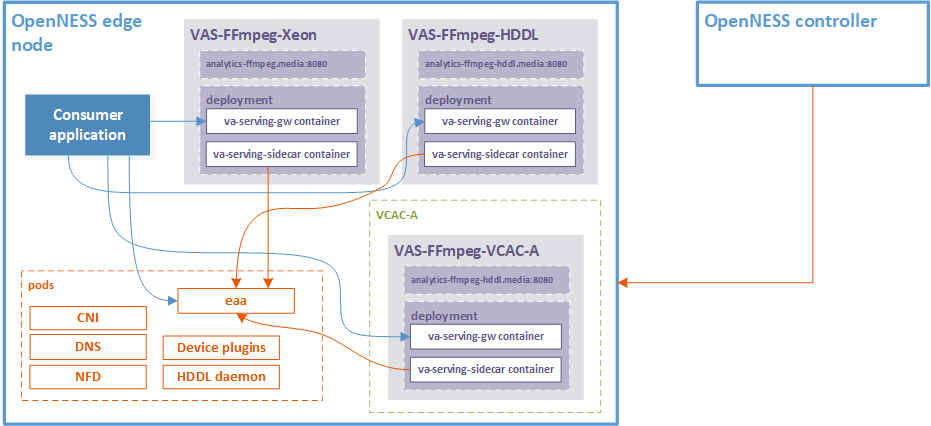 OpenNESS edge
node
VAS-FFmpeg-Xeon
analytics-ffmpeg.media:8080
deployment
va-serving-gw container
va-serving-sidecar container
VAS-FFmpeg-HDDL
analytics-ffmpeg-hddl.media:8080
deployment
va-serving-gw container
va-serving-sidecar container
OpenNESS controller
Consumer
application
VCAC-A
VAS-FFmpeg-VCAC-A
analytics-ffmpeg-hddl.media:8080
deployment
va-serving-gw container
va-serving-sidecar container
pods
eaa
CNI
DNS
NFD
Device plugins
HDDL daemon